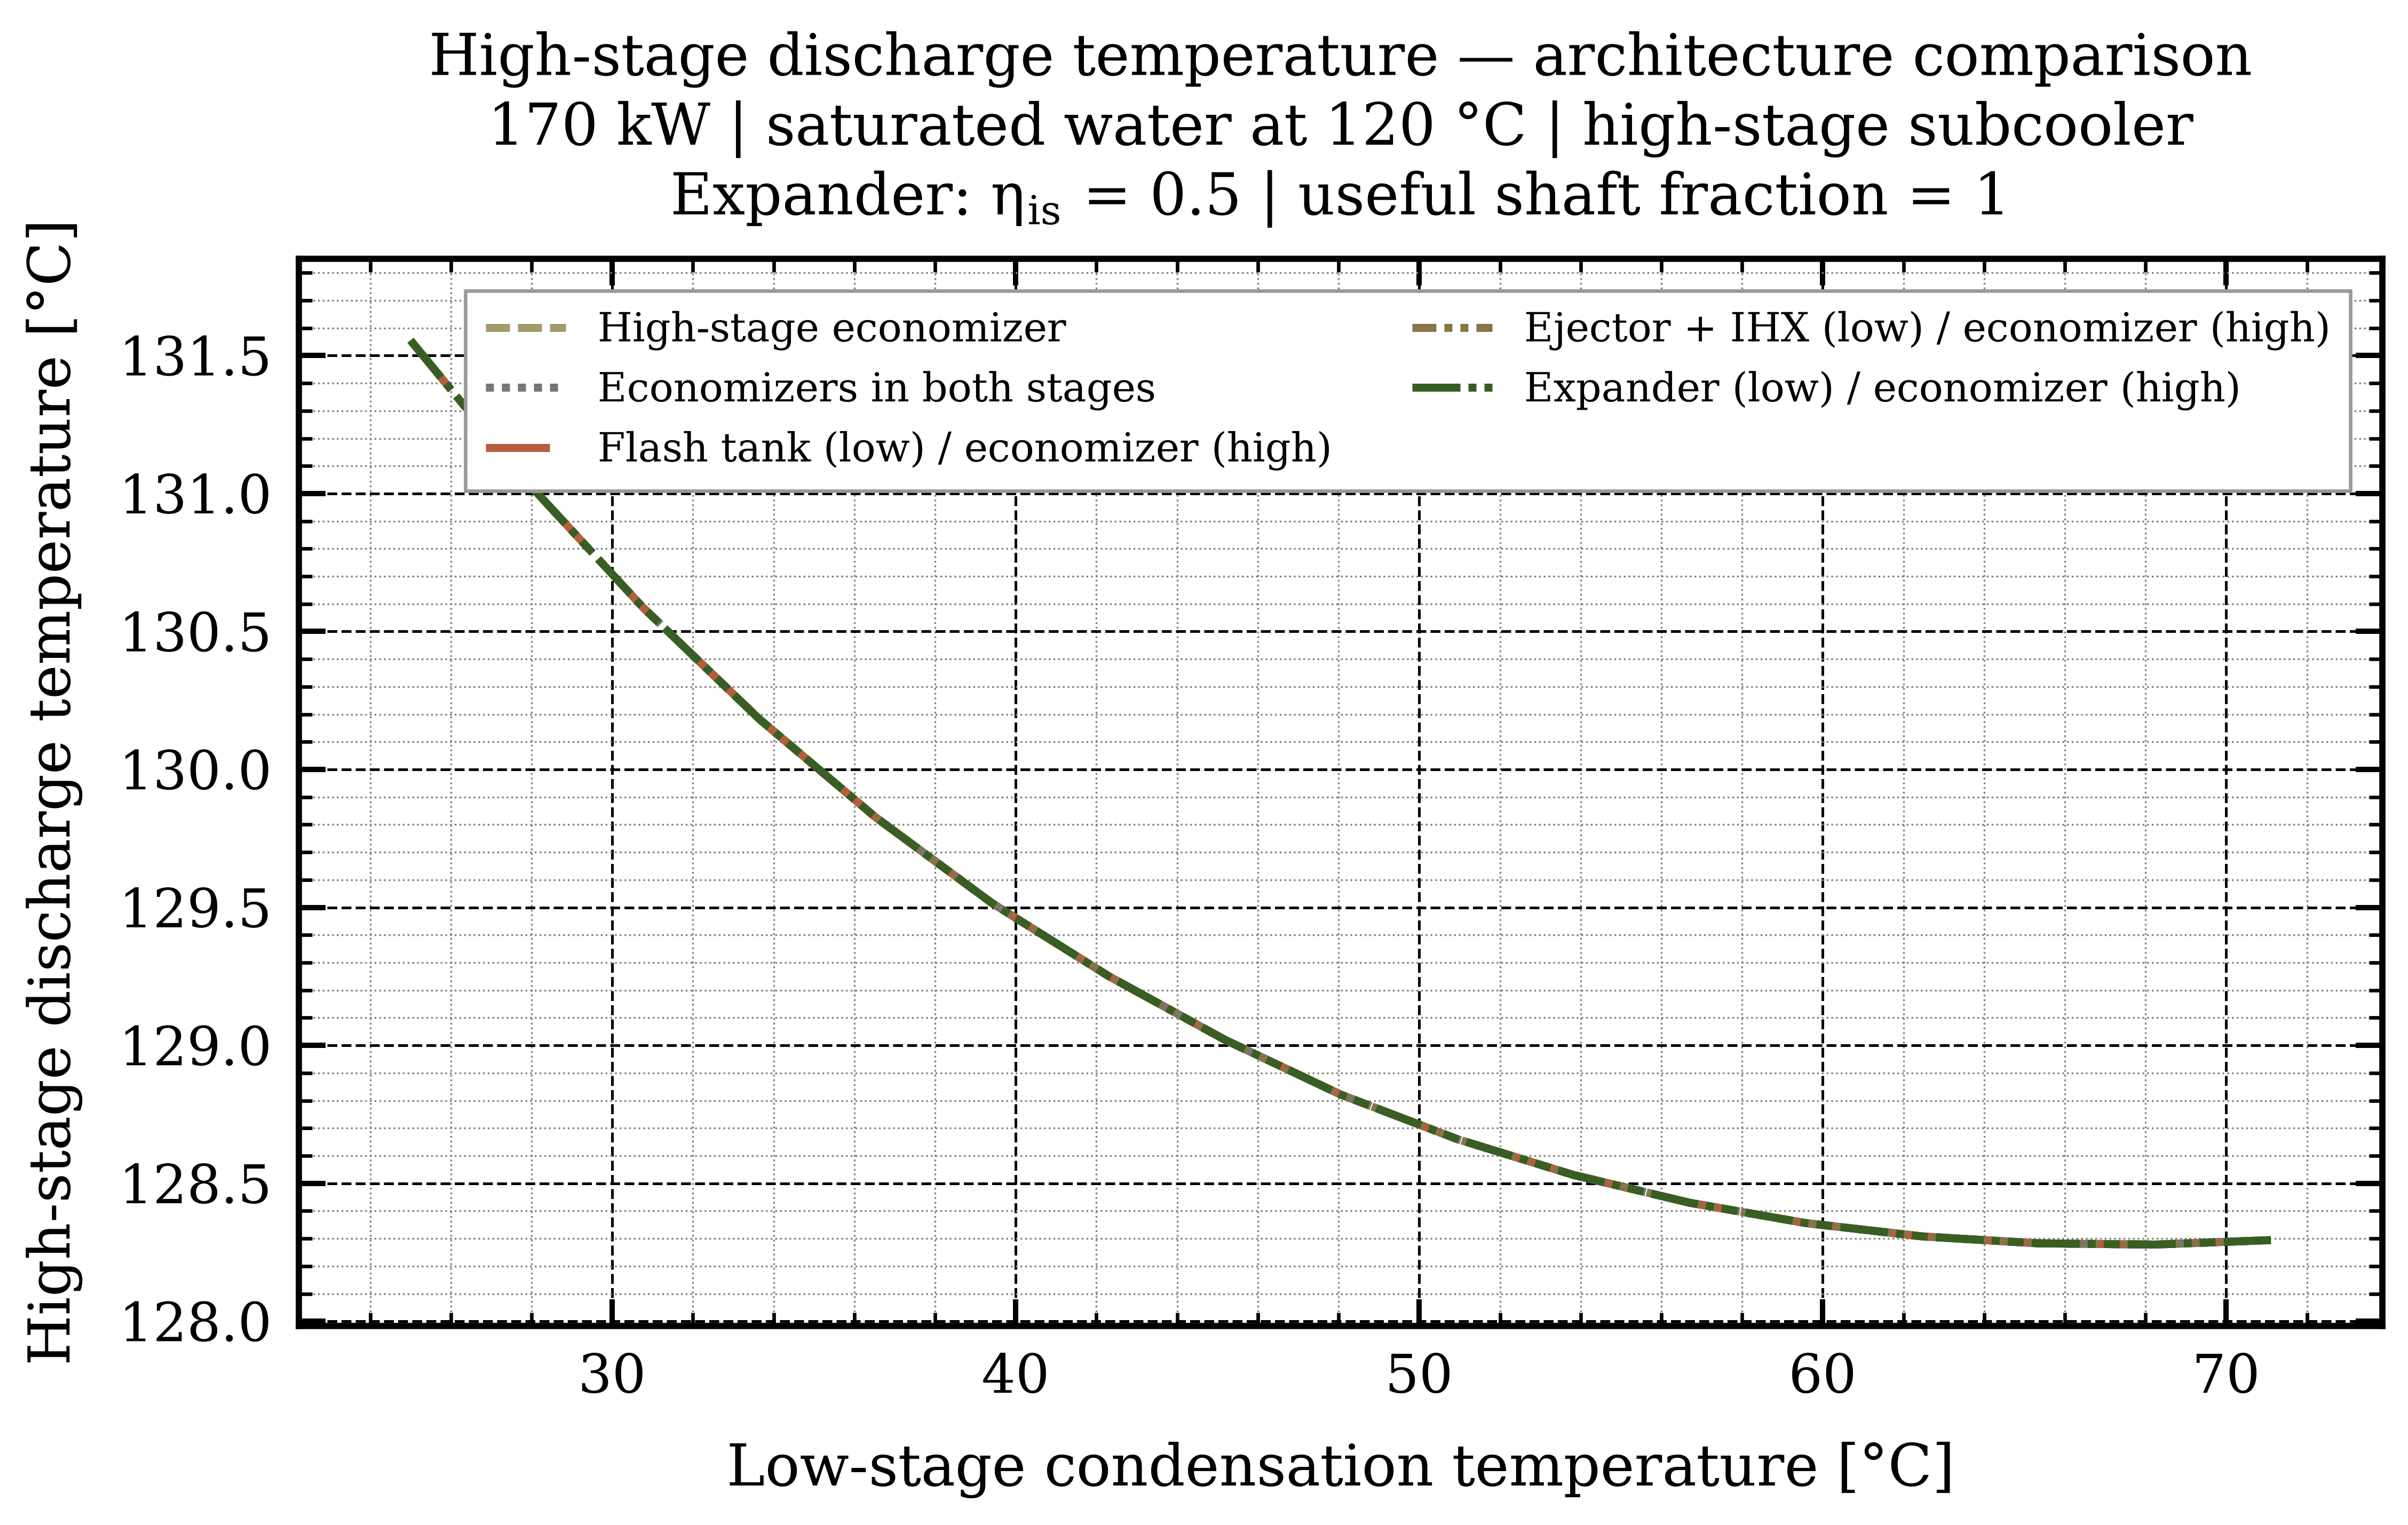 High-stage discharge temperature — architecture comparison
170 kW | saturated water at 120 °C | high-stage subcooler
Expander: ηis = 0.5 | useful shaft fraction = 1
High-stage discharge temperature [°C]
131.5
131.0
130.5
130.0
129.5
129.0
128.5
128.0
High-stage economizer
Economizers in both stages
Flash tank (low) / economizer (high)
Ejector + IHX (low) / economizer (high)
Expander (low) / economizer (high)
30 40 50 60 70
Low-stage condensation temperature [°C]